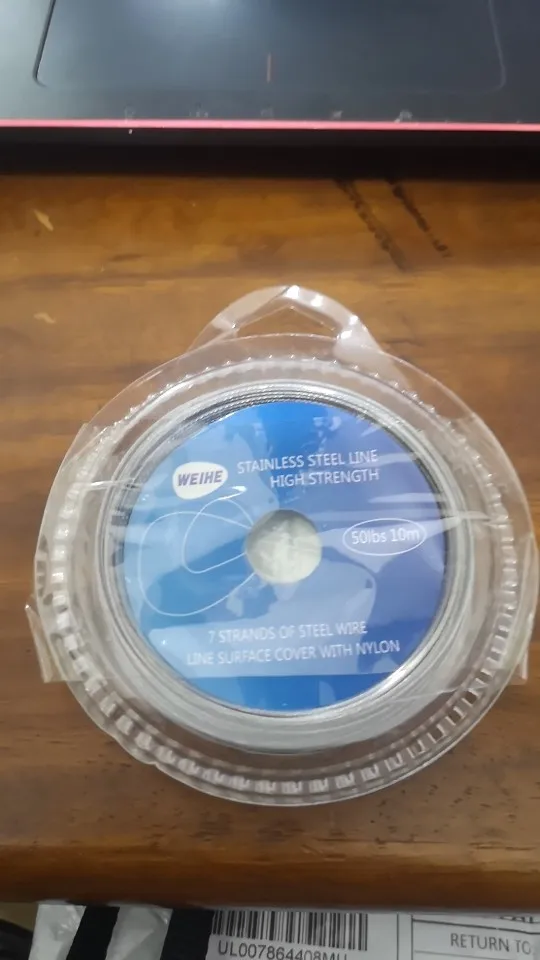 WEIHE
STAINLESS STEEL LINE
HIGH STRENGTH
50lbs 10m
7 STRANDS OF STEEL WIRE
LINE SURFACE COVER WITH NYLON
UL007864408MU
RETURN TO